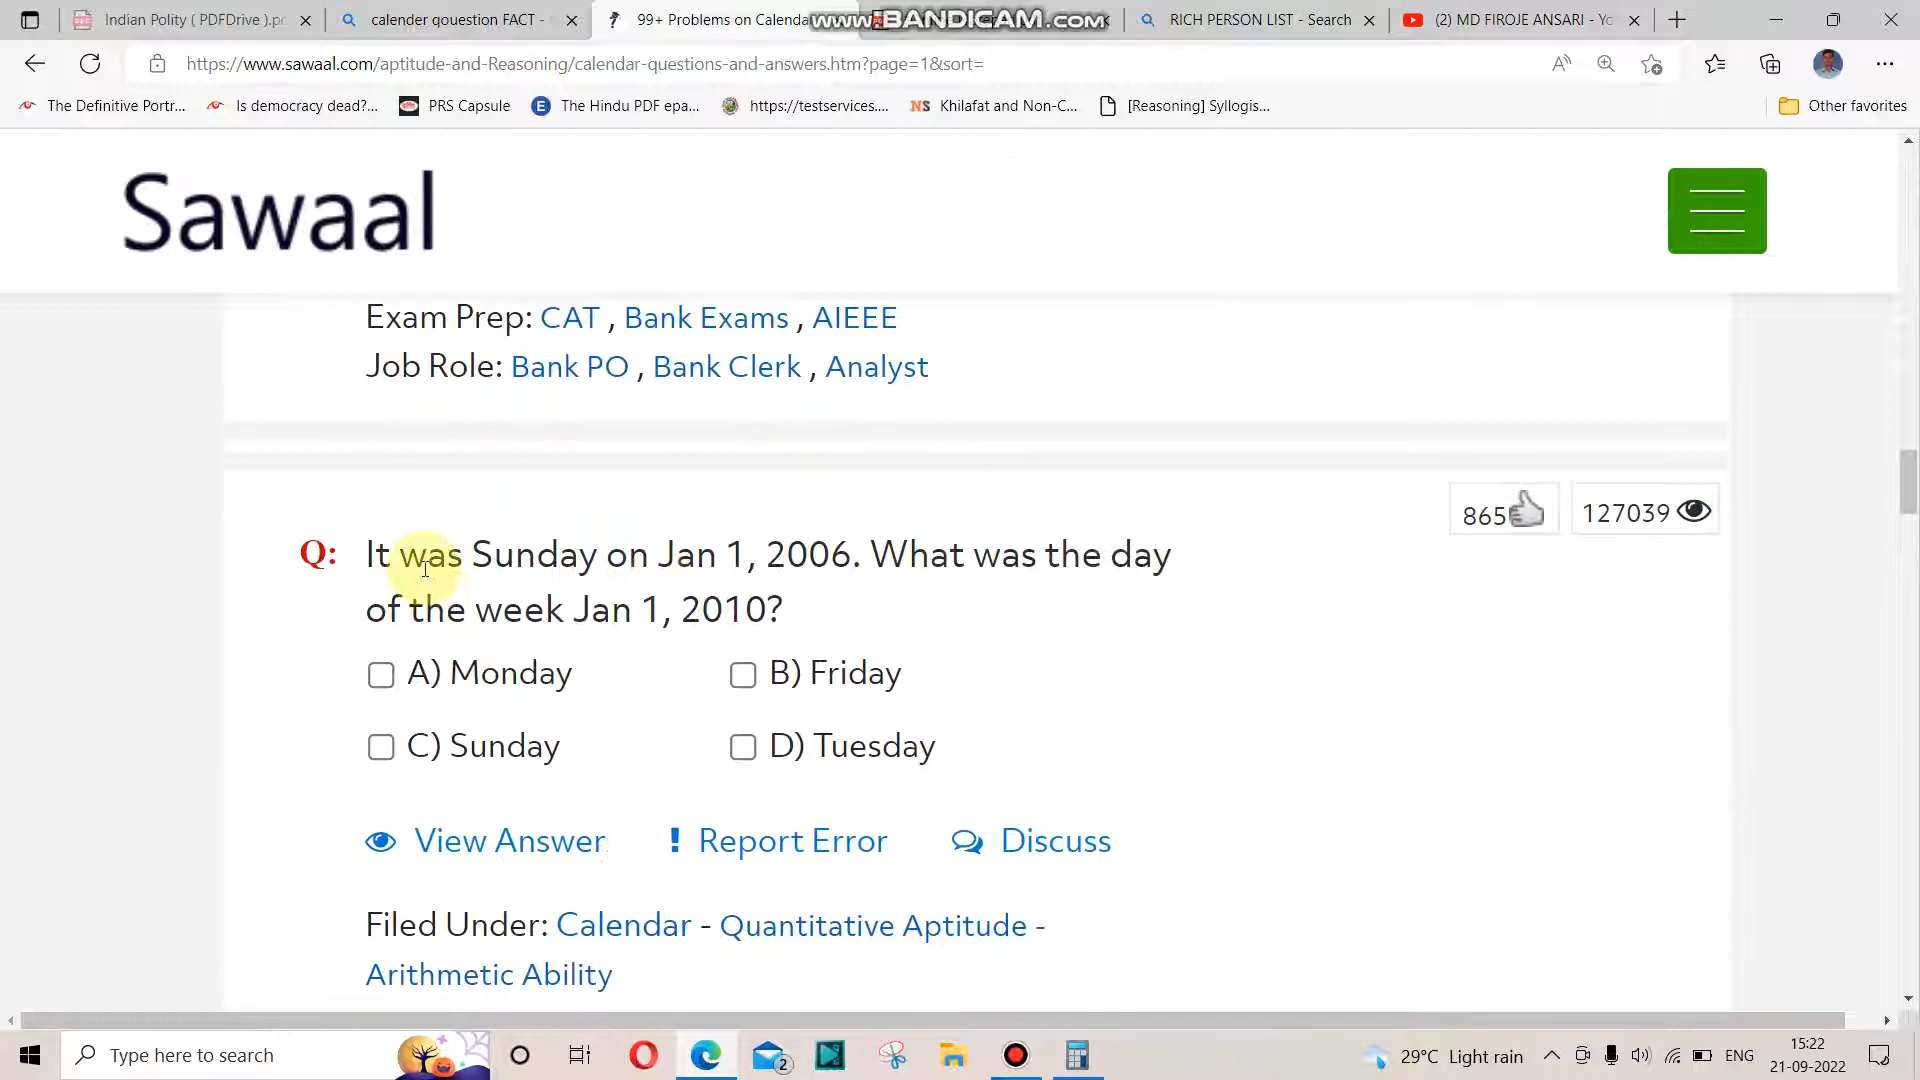 Indian Polity ( PDFDrive ).pc
calender qouestion FACT -
99+ Problems on Calenda
www.BANDICAM.com
RICH PERSON LIST - Search
(2) MD FIROJE ANSARI - Yo
https://www.sawaal.com/aptitude-and-Reasoning/calendar-questions-and-answers.htm?page=1&sort=
The Definitive Portr...
Is democracy dead?...
PRS Capsule
The Hindu PDF epa...
https://testservices....
NS Khilafat and Non-C...
[Reasoning] Syllogis...
Other favorites
Sawaal
Exam Prep: CAT , Bank Exams , AIEEE
Job Role: Bank PO , Bank Clerk , Analyst
865
127039
Q: It was Sunday on Jan 1, 2006. What was the day
of the week Jan 1, 2010?
A) Monday
B) Friday
C) Sunday
D) Tuesday
View Answer
! Report Error
Discuss
Filed Under: Calendar - Quantitative Aptitude -
Arithmetic Ability
Type here to search
2
29°C Light rain
ENG
15:22
21-09-2022